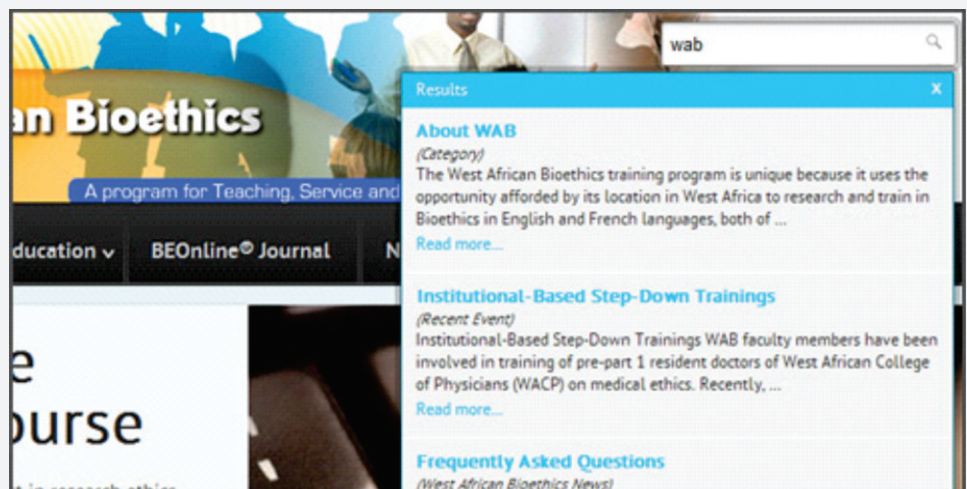 wab
an Bioethics
A program for Teaching, Service and
ducation
BEOnline® Journal
N
Results
X
About WAB
(Category)
The West African Bioethics training program is unique because it uses the
opportunity afforded by its location in West Africa to research and train in
Bioethics in English and French languages, both of ...
Read more...
Institutional-Based Step-Down Trainings
(Recent Event)
Institutional-Based Step-Down Trainings WAB faculty members have been
involved in training of pre-part 1 resident doctors of West African College
of Physicians (WACP) on medical ethics. Recently, ...
Read more...
Frequently Asked Questions
(West African Bioethics News)
e
ourse
t in research ethics